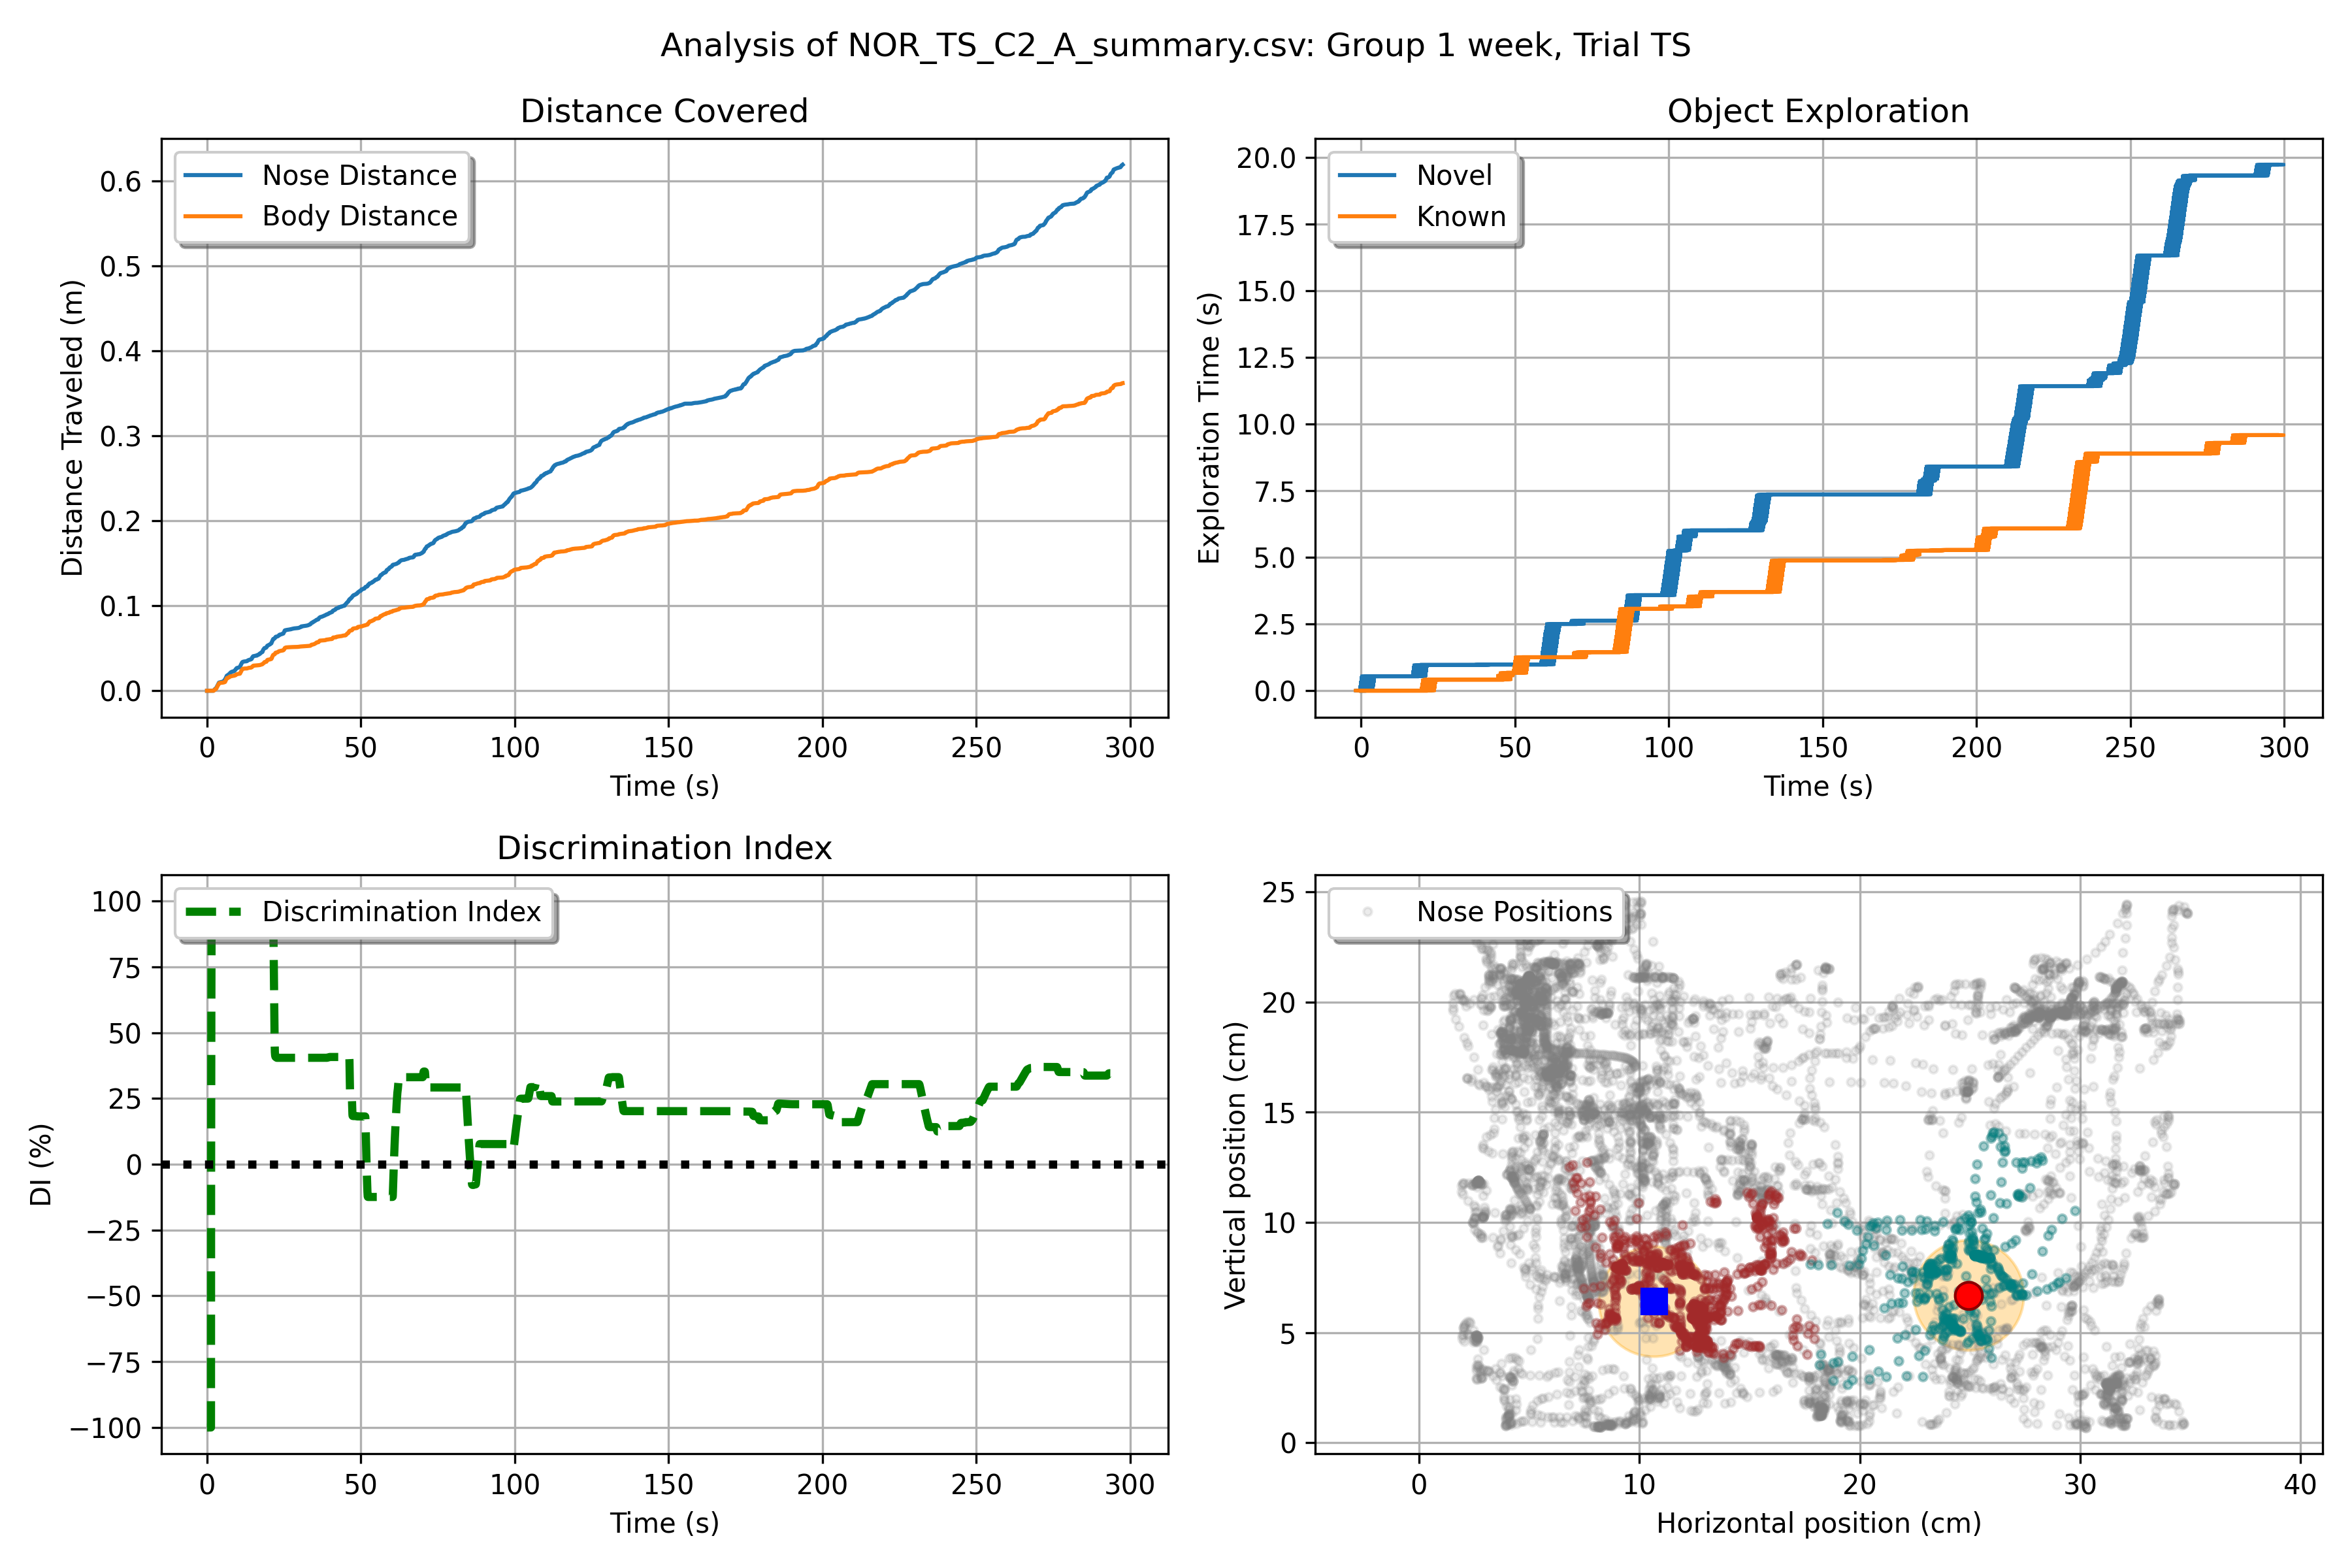 Analysis of NOR_TS_C2_A_summary.csv: Group 1 week, Trial TS
Distance Covered
Nose Distance
Body Distance
Distance Traveled (m)
0.6
0.5
0.4
0.3
0.2
0.1
0.0
0 50 100 150 200 250 300
Time (s)
Object Exploration
Novel
Known
Exploration Time (s)
20.0
17.5
15.0
12.5
10.0
7.5
5.0
2.5
0.0
0 50 100 150 200 250 300
Time (s)
Discrimination Index
Discrimination Index
DI (%)
100
75
50
25
0
−25
−50
−75
−100
0 50 100 150 200 250 300
Time (s)
Nose Positions
Vertical position (cm)
25
20
15
10
5
0
0 10 20 30 40
Horizontal position (cm)